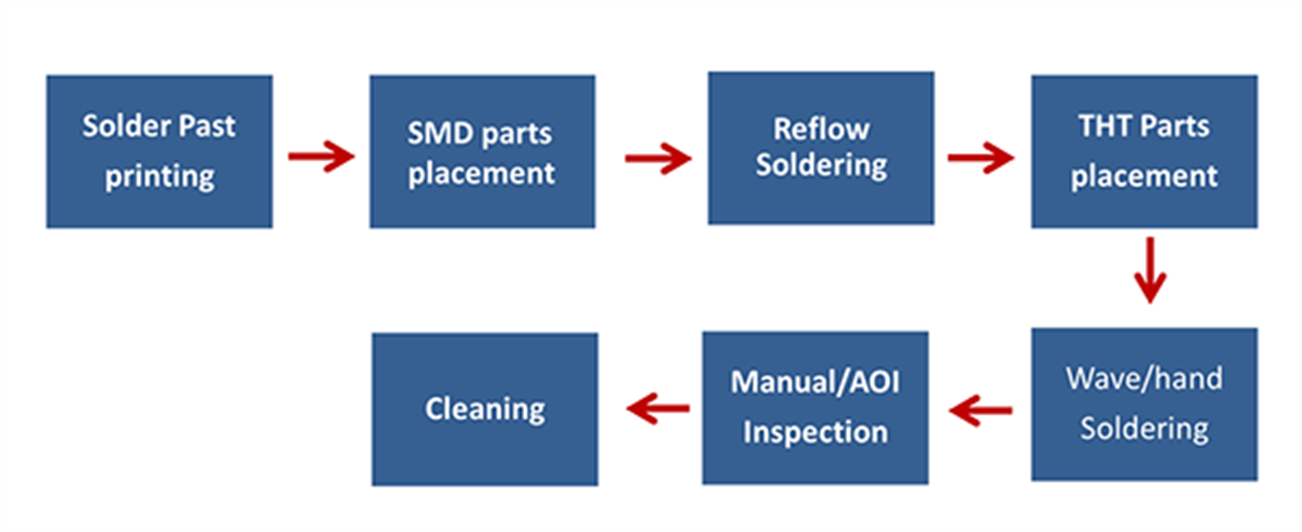 Solder Past
printing
SMD parts
placement
Reflow
Soldering
THT Parts
placement
Wave/hand
Soldering
Manual/AOI
Inspection
Cleaning